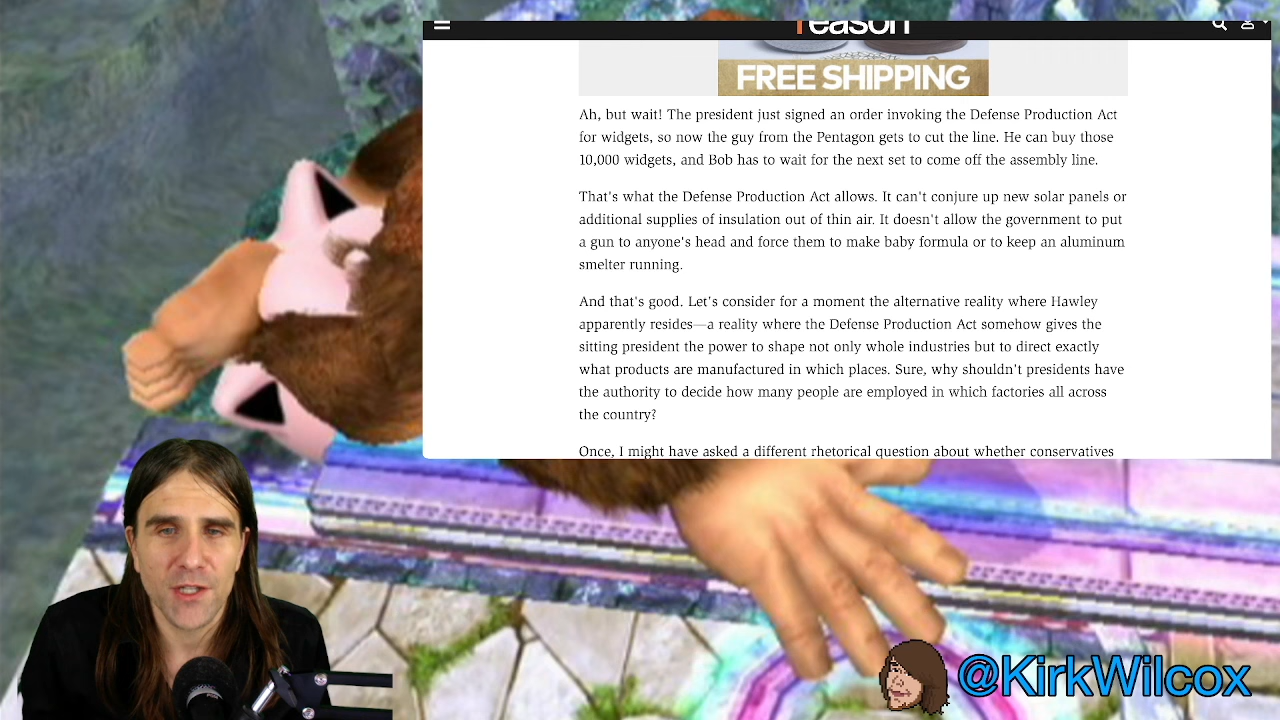 reason
FREE SHIPPING
Ah, but wait! The president just signed an order invoking the Defense Production Act
for widgets, so now the guy from the Pentagon gets to cut the line. He can buy those
10,000 widgets, and Bob has to wait for the next set to come off the assembly line.
That's what the Defense Production Act allows. It can't conjure up new solar panels or
additional supplies of insulation out of thin air. It doesn't allow the government to put
a gun to anyone's head and force them to make baby formula or to keep an aluminum
smelter running.
And that's good. Let's consider for a moment the alternative reality where Hawley
apparently resides—a reality where the Defense Production Act somehow gives the
sitting president the power to shape not only whole industries but to direct exactly
what products are manufactured in which places. Sure, why shouldn't presidents have
the authority to decide how many people are employed in which factories all across
the country?
Once, I might have asked a different rhetorical question about whether conservatives
@KirkWilcox